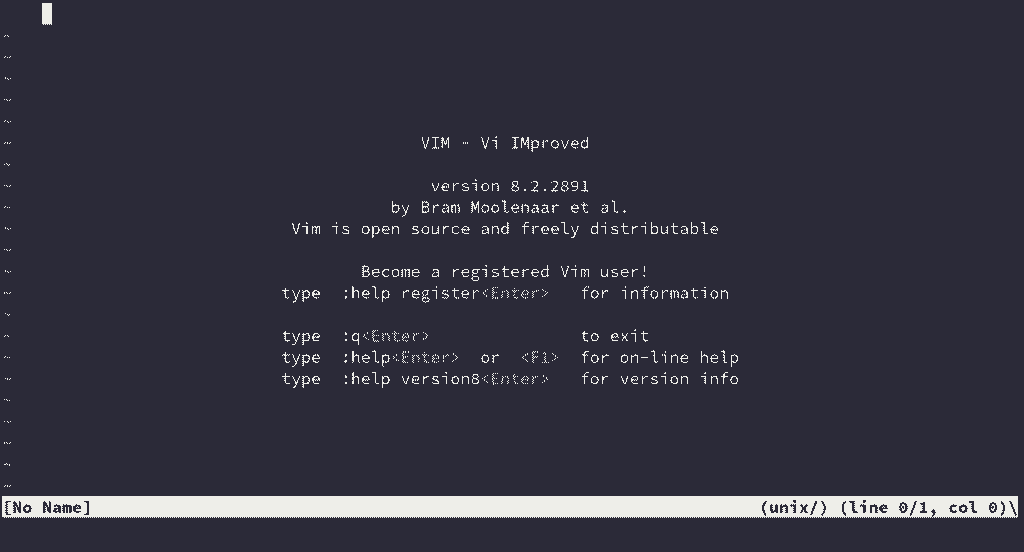 ~
~
~
~
~
~ VIM - Vi IMproved
~
~ version 8.2.2891
~ by Bram Moolenaar et al.
~ Vim is open source and freely distributable
~
~ Become a registered Vim user!
~ type :help register<Enter> for information
~
~ type :q<Enter> to exit
~ type :help<Enter> or <F1> for on-line help
~ type :help version8<Enter> for version info
~
~
~
~
~
[No Name] (unix/) (line 0/1, col 0)\